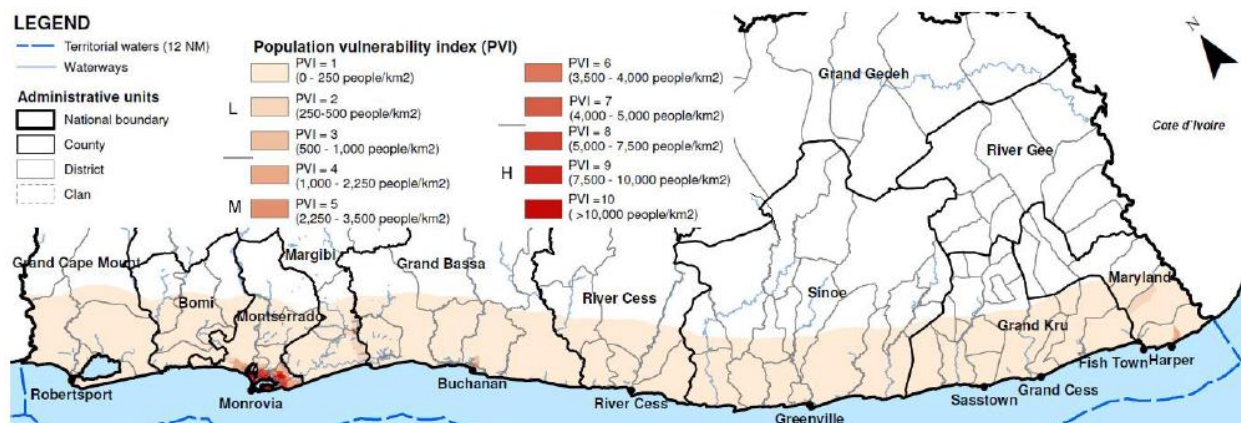 LEGEND
Territorial waters (12 NM)
Waterways
Administrative units
National boundary
County
District
Clan
Population vulnerability index (PVI)
L
PVI = 1
(0 - 250 people/km2)
PVI = 2
(250-500 people/km2)
PVI = 3
(500 - 1,000 people/km2)
M
PVI = 4
(1,000 - 2,250 people/km2)
PVI = 5
(2,250 - 3,500 people/km2)
PVI = 6
(3,500 - 4,000 people/km2)
PVI = 7
(4,000 - 5,000 people/km2)
H
PVI = 8
(5,000 - 7,500 people/km2)
PVI = 9
(7,500 - 10,000 people/km2)
PVI =10
( >10,000 people/km2)
N
Grand Gedeh
Cote d'Ivoire
River Gee
Grand Cape Mount
Margibi
Grand Bassa
Bomi
Montserrado
River Cess
Sinoe
Maryland
Grand Kru
Robertsport
Monrovia
Buchanan
River Cess
Greenville
Sasstown
Grand Cess
Fish Town
Harper